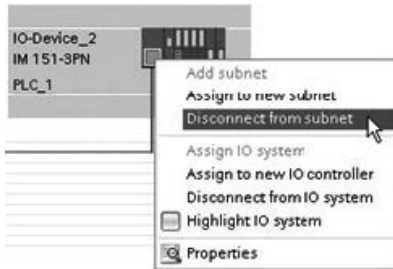 IO-Device_2
IM 151-3PN
PLC_1
Add subnet
Assign to new subnet
Disconnect from subnet
Assign IO system
Assign to new IO controller
Disconnect from IO system
Highlight IO system
Properties